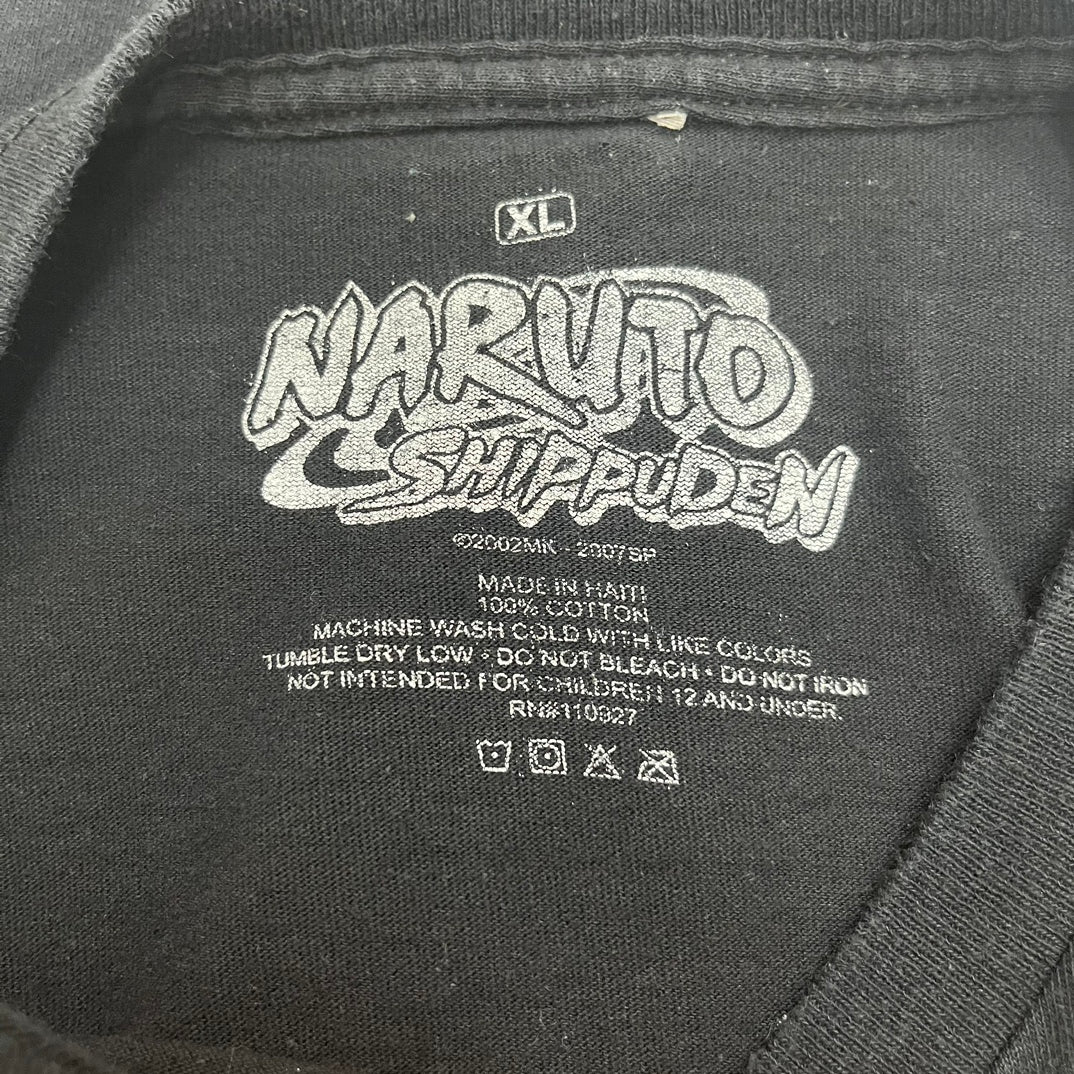 XL
NARUTO
SHIPPUDEN
©2002MK - 2007SP
MADE IN HAITI
100% COTTON
MACHINE WASH COLD WITH LIKE COLORS
TUMBLE DRY LOW • DO NOT BLEACH • DO NOT IRON
NOT INTENDED FOR CHILDREN 12 AND UNDER.
RN#110927